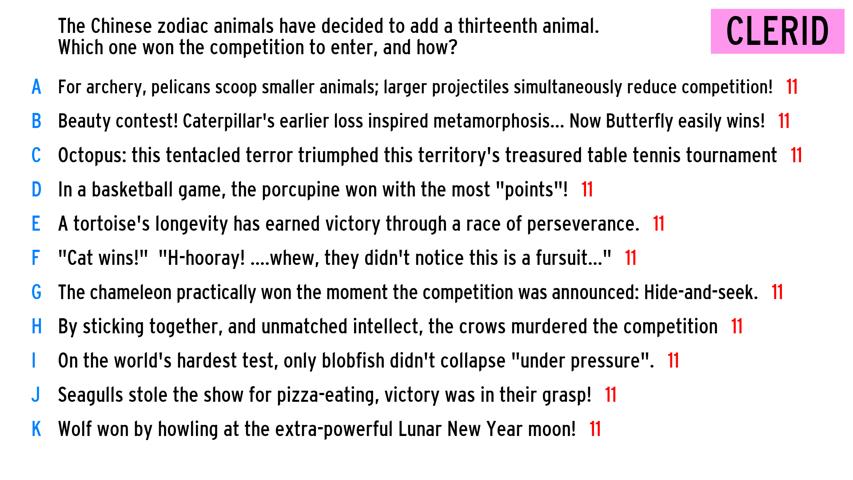 The Chinese zodiac animals have decided to add a thirteenth animal.
Which one won the competition to enter, and how?
CLERID
A For archery, pelicans scoop smaller animals; larger projectiles simultaneously reduce competition! 11
B Beauty contest! Caterpillar's earlier loss inspired metamorphosis... Now Butterfly easily wins! 11
C Octopus: this tentacled terror triumphed this territory's treasured table tennis tournament 11
D In a basketball game, the porcupine won with the most "points"! 11
E A tortoise's longevity has earned victory through a race of perseverance. 11
F "Cat wins!" "H-hooray! ....whew, they didn't notice this is a fursuit..." 11
G The chameleon practically won the moment the competition was announced: Hide-and-seek. 11
H By sticking together, and unmatched intellect, the crows murdered the competition 11
I On the world's hardest test, only blobfish didn't collapse "under pressure". 11
J Seagulls stole the show for pizza-eating, victory was in their grasp! 11
K Wolf won by howling at the extra-powerful Lunar New Year moon! 11